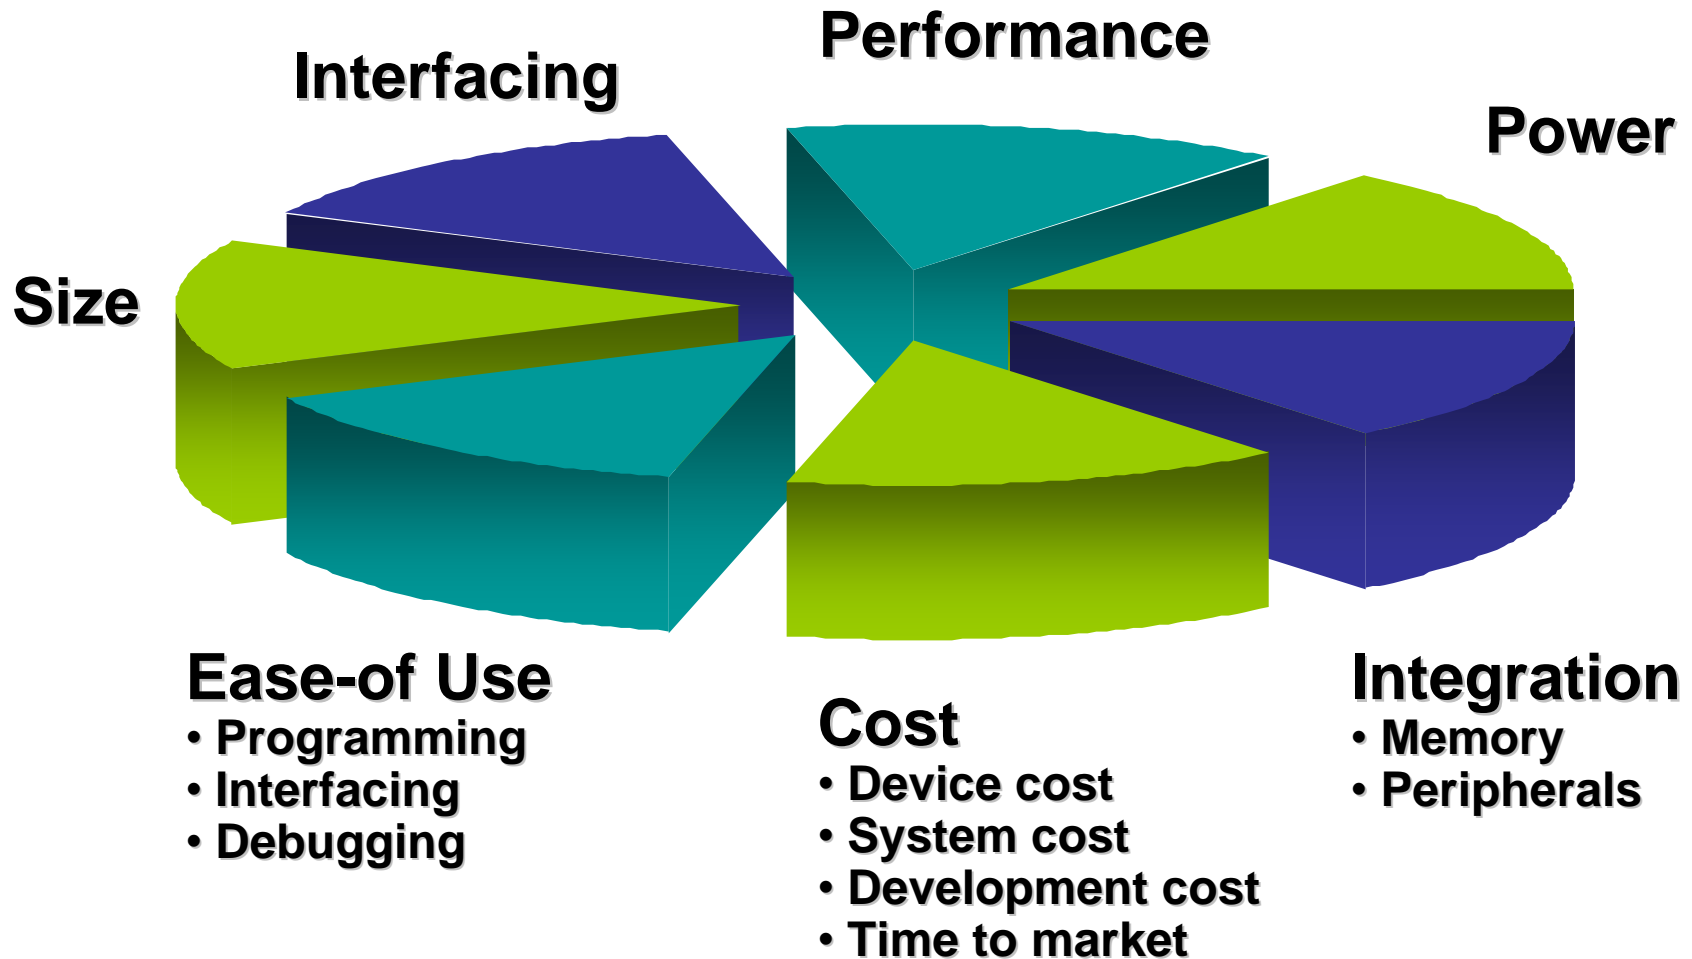 Performance
Interfacing
Power
Size
Ease-of Use
• Programming
• Interfacing
• Debugging
Cost
• Device cost
• System cost
• Development cost
• Time to market
Integration
• Memory
• Peripherals